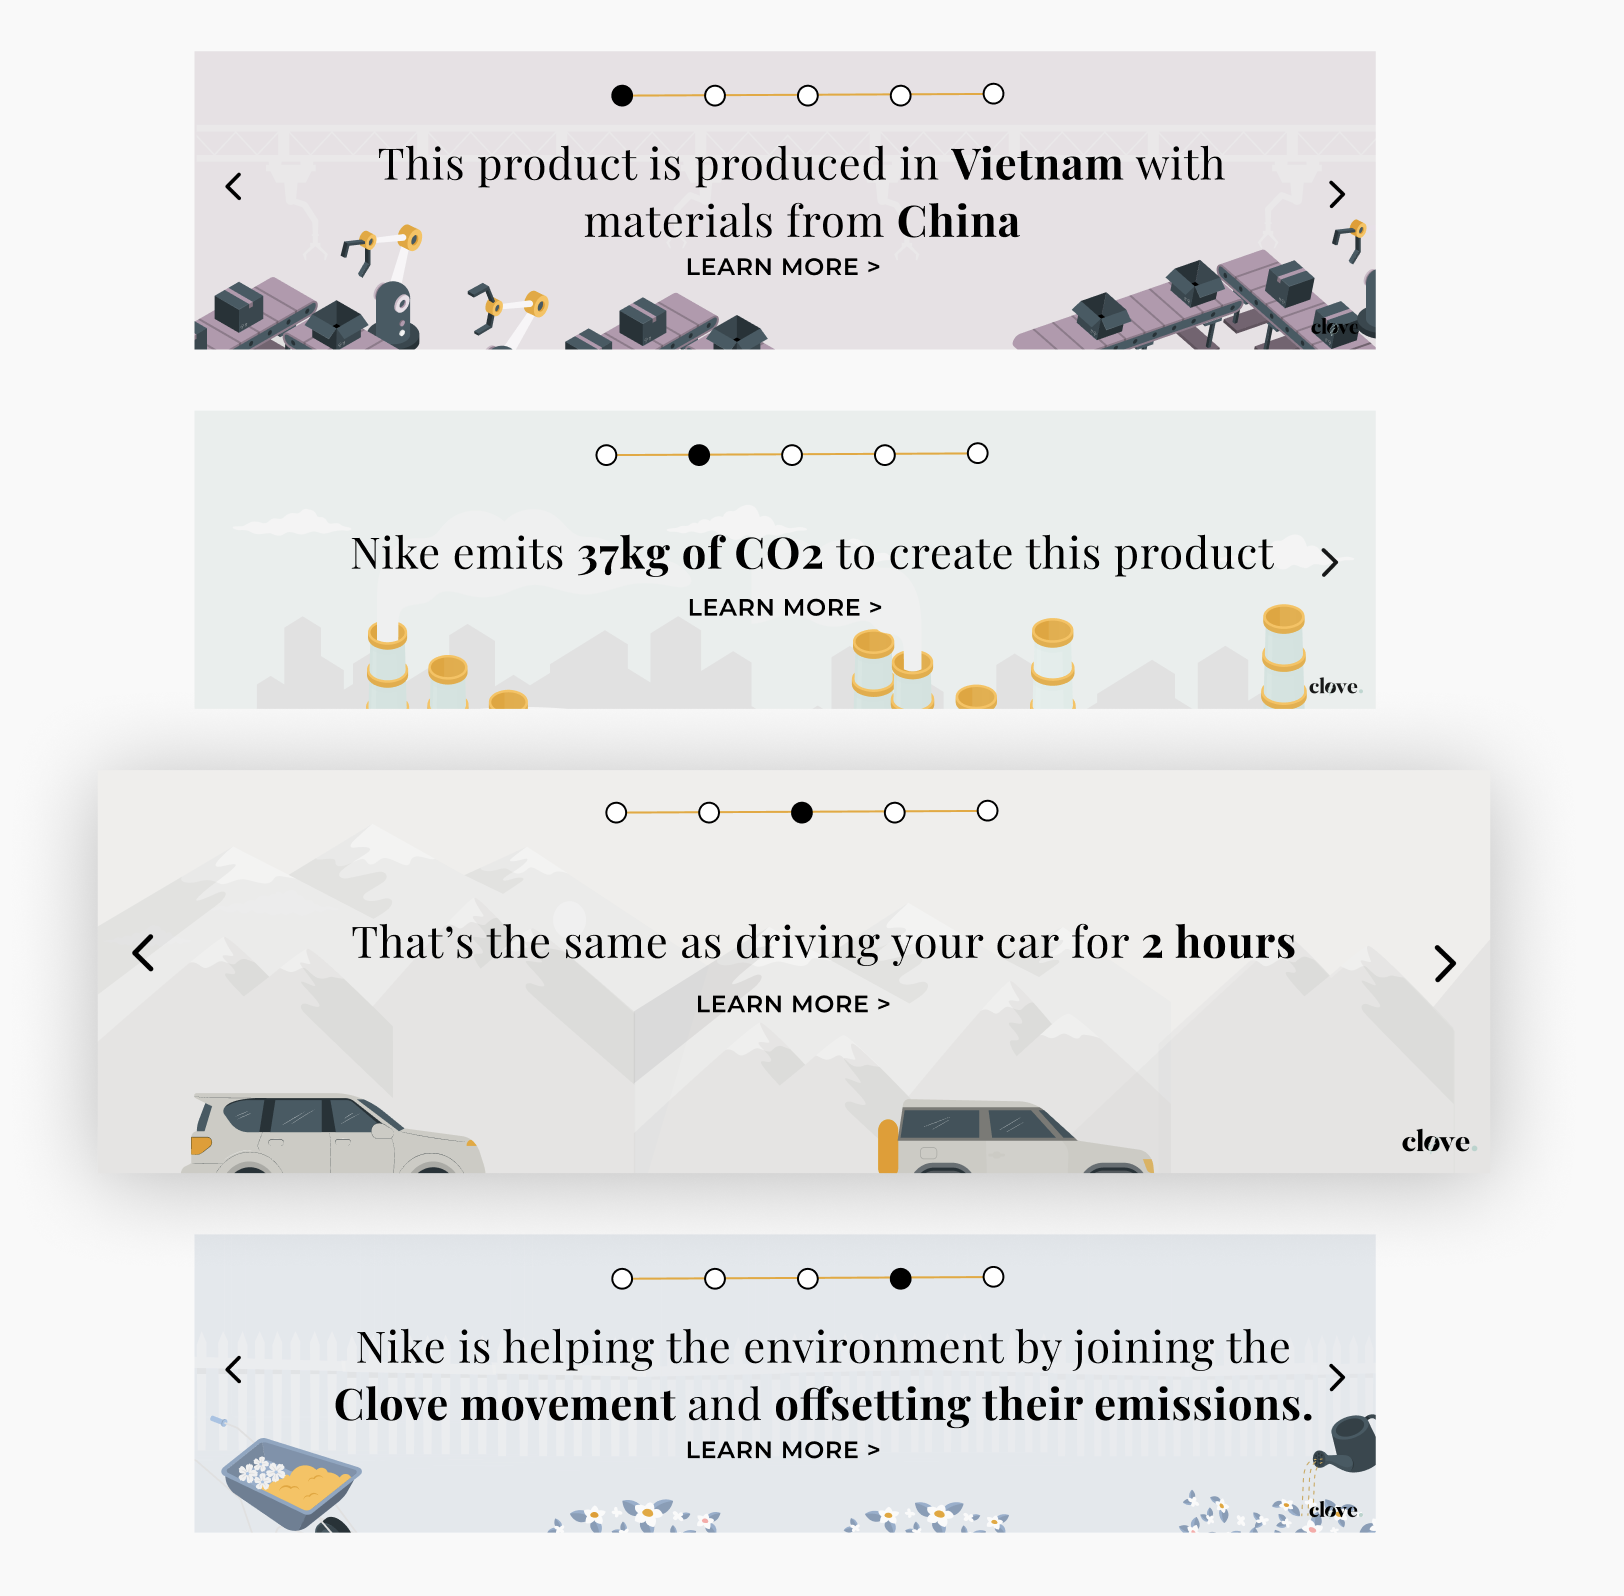 This product is produced in Vietnam with
materials from China
LEARN MORE >
clove.
Nike emits 37kg of CO2 to create this product
LEARN MORE >
clove.
That’s the same as driving your car for 2 hours
LEARN MORE >
clove.
Nike is helping the environment by joining the
Clove movement and offsetting their emissions.
LEARN MORE >
clove.